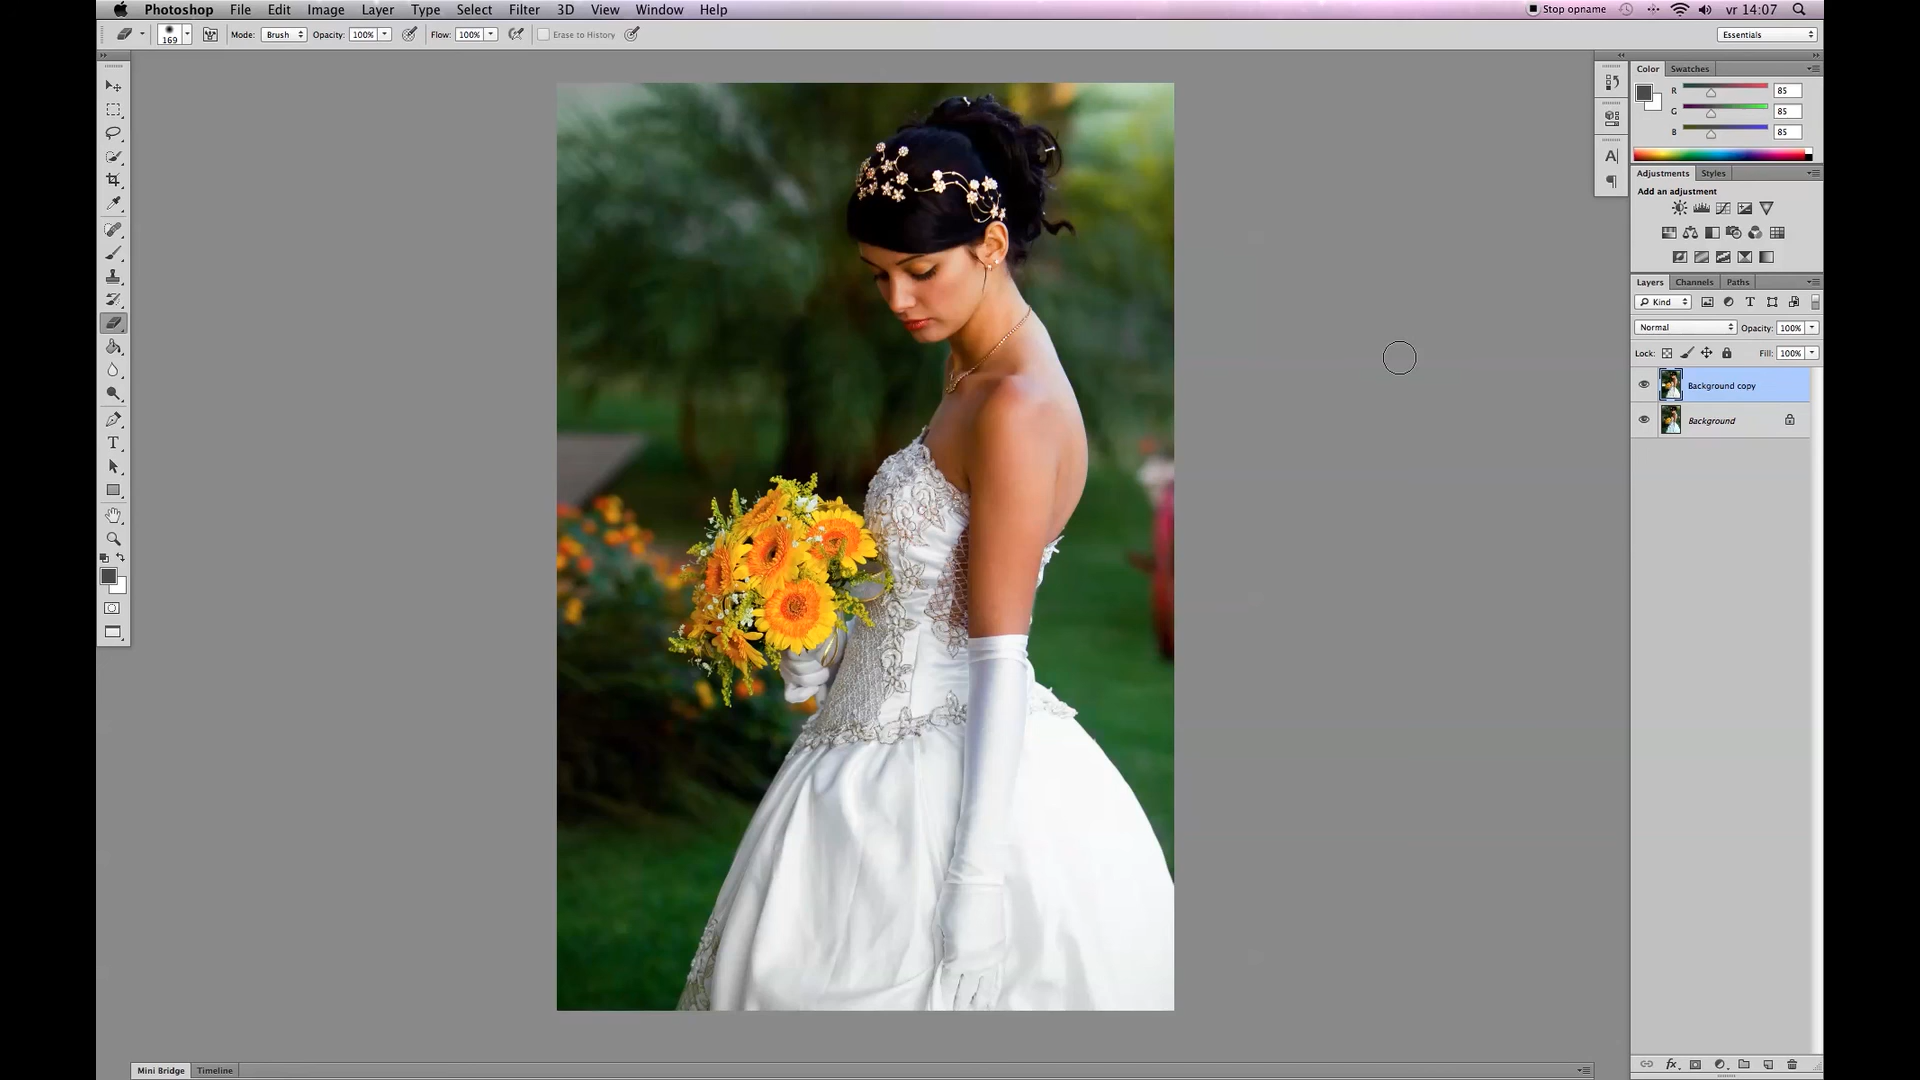 Photoshop File Edit Image Layer Type Select Filter 3D View Window Help Stop opname vr 14:07
169 Mode: Brush Opacity: 100% Flow: 100% Erase to History Essentials
Color Swatches
R 85
G 85
B 85
A
Adjustments Styles
Add an adjustment
Layers Channels Paths
Kind T
Normal Opacity: 100%
Lock: Fill: 100%
Background copy
Background
T
fx
Mini Bridge Timeline